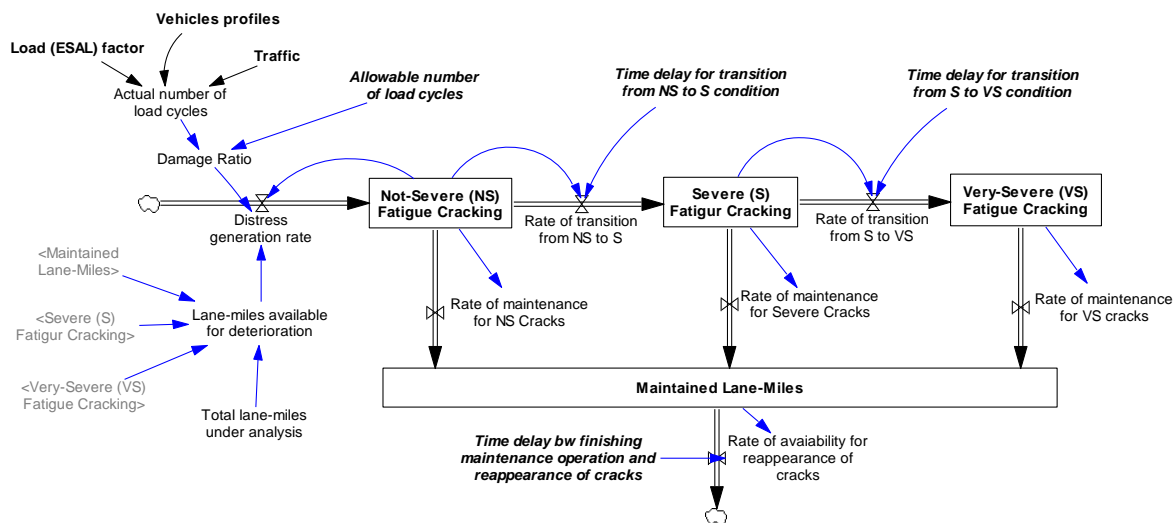 Vehicles profiles
Load (ESAL) factor
Traffic
Actual number of
load cycles
Allowable number
of load cycles
Time delay for transition
from NS to S condition
Time delay for transition
from S to VS condition
Damage Ratio
Not-Severe (NS)
Fatigue Cracking
Severe (S)
Fatigur Cracking
Very-Severe (VS)
Fatigue Cracking
Distress
generation rate
Rate of transition
from NS to S
Rate of transition
from S to VS
<Maintained
Lane-Miles>
<Severe (S)
Fatigue Cracking>
<Very-Severe (VS)
Fatigue Cracking>
Lane-miles available
for deterioration
Total lane-miles
under analysis
Rate of maintenance
for NS Cracks
Rate of maintenance
for Severe Cracks
Rate of maintenance
for VS cracks
Maintained Lane-Miles
Time delay bw finishing
maintenance operation and
reappearance of cracks
Rate of avaiability for
reappearance of
cracks